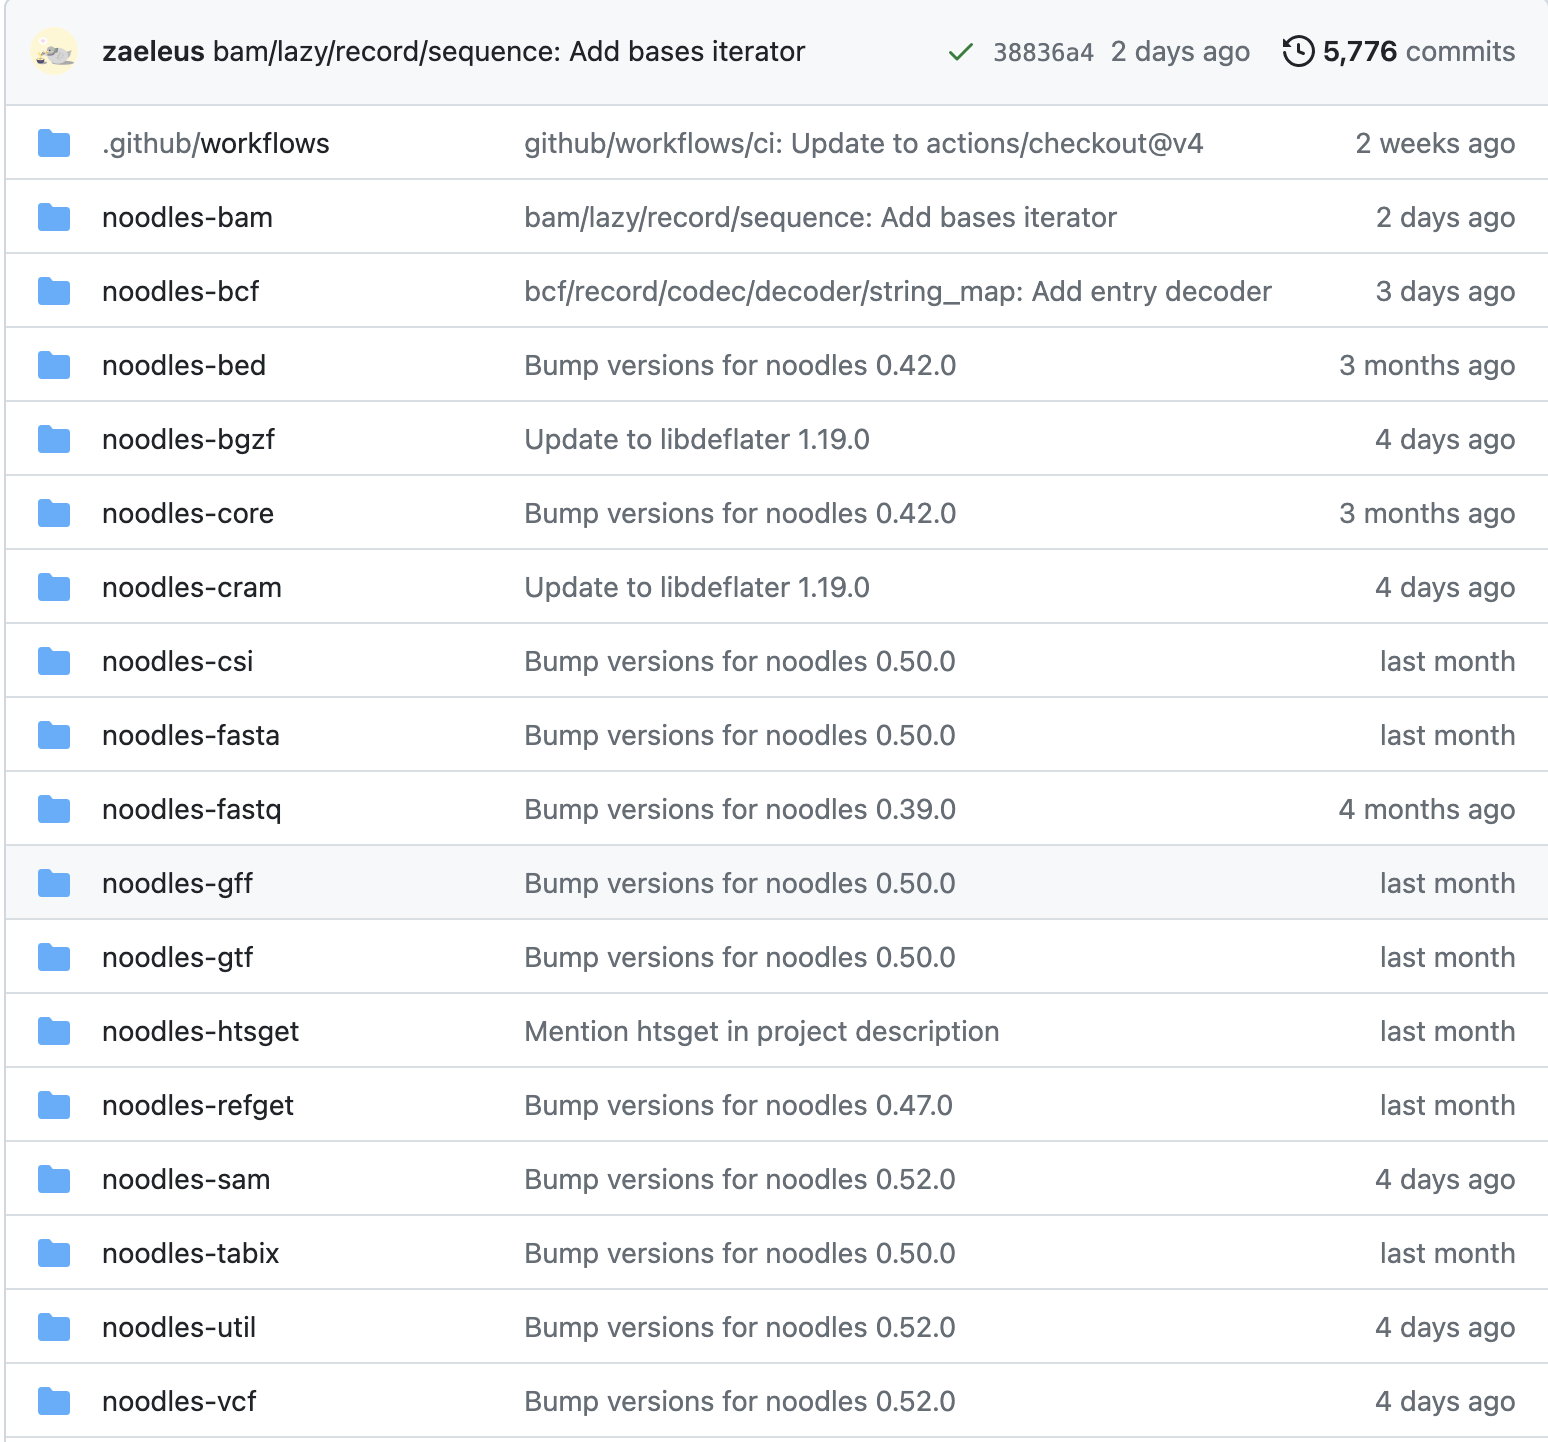 zaeleus bam/lazy/record/sequence: Add bases iterator 38836a4 2 days ago 5,776 commits
.github/workflows github/workflows/ci: Update to actions/checkout@v4 2 weeks ago
noodles-bam bam/lazy/record/sequence: Add bases iterator 2 days ago
noodles-bcf bcf/record/codec/decoder/string_map: Add entry decoder 3 days ago
noodles-bed Bump versions for noodles 0.42.0 3 months ago
noodles-bgzf Update to libdeflater 1.19.0 4 days ago
noodles-core Bump versions for noodles 0.42.0 3 months ago
noodles-cram Update to libdeflater 1.19.0 4 days ago
noodles-csi Bump versions for noodles 0.50.0 last month
noodles-fasta Bump versions for noodles 0.50.0 last month
noodles-fastq Bump versions for noodles 0.39.0 4 months ago
noodles-gff Bump versions for noodles 0.50.0 last month
noodles-gtf Bump versions for noodles 0.50.0 last month
noodles-htsget Mention htsget in project description last month
noodles-refget Bump versions for noodles 0.47.0 last month
noodles-sam Bump versions for noodles 0.52.0 4 days ago
noodles-tabix Bump versions for noodles 0.50.0 last month
noodles-util Bump versions for noodles 0.52.0 4 days ago
noodles-vcf Bump versions for noodles 0.52.0 4 days ago